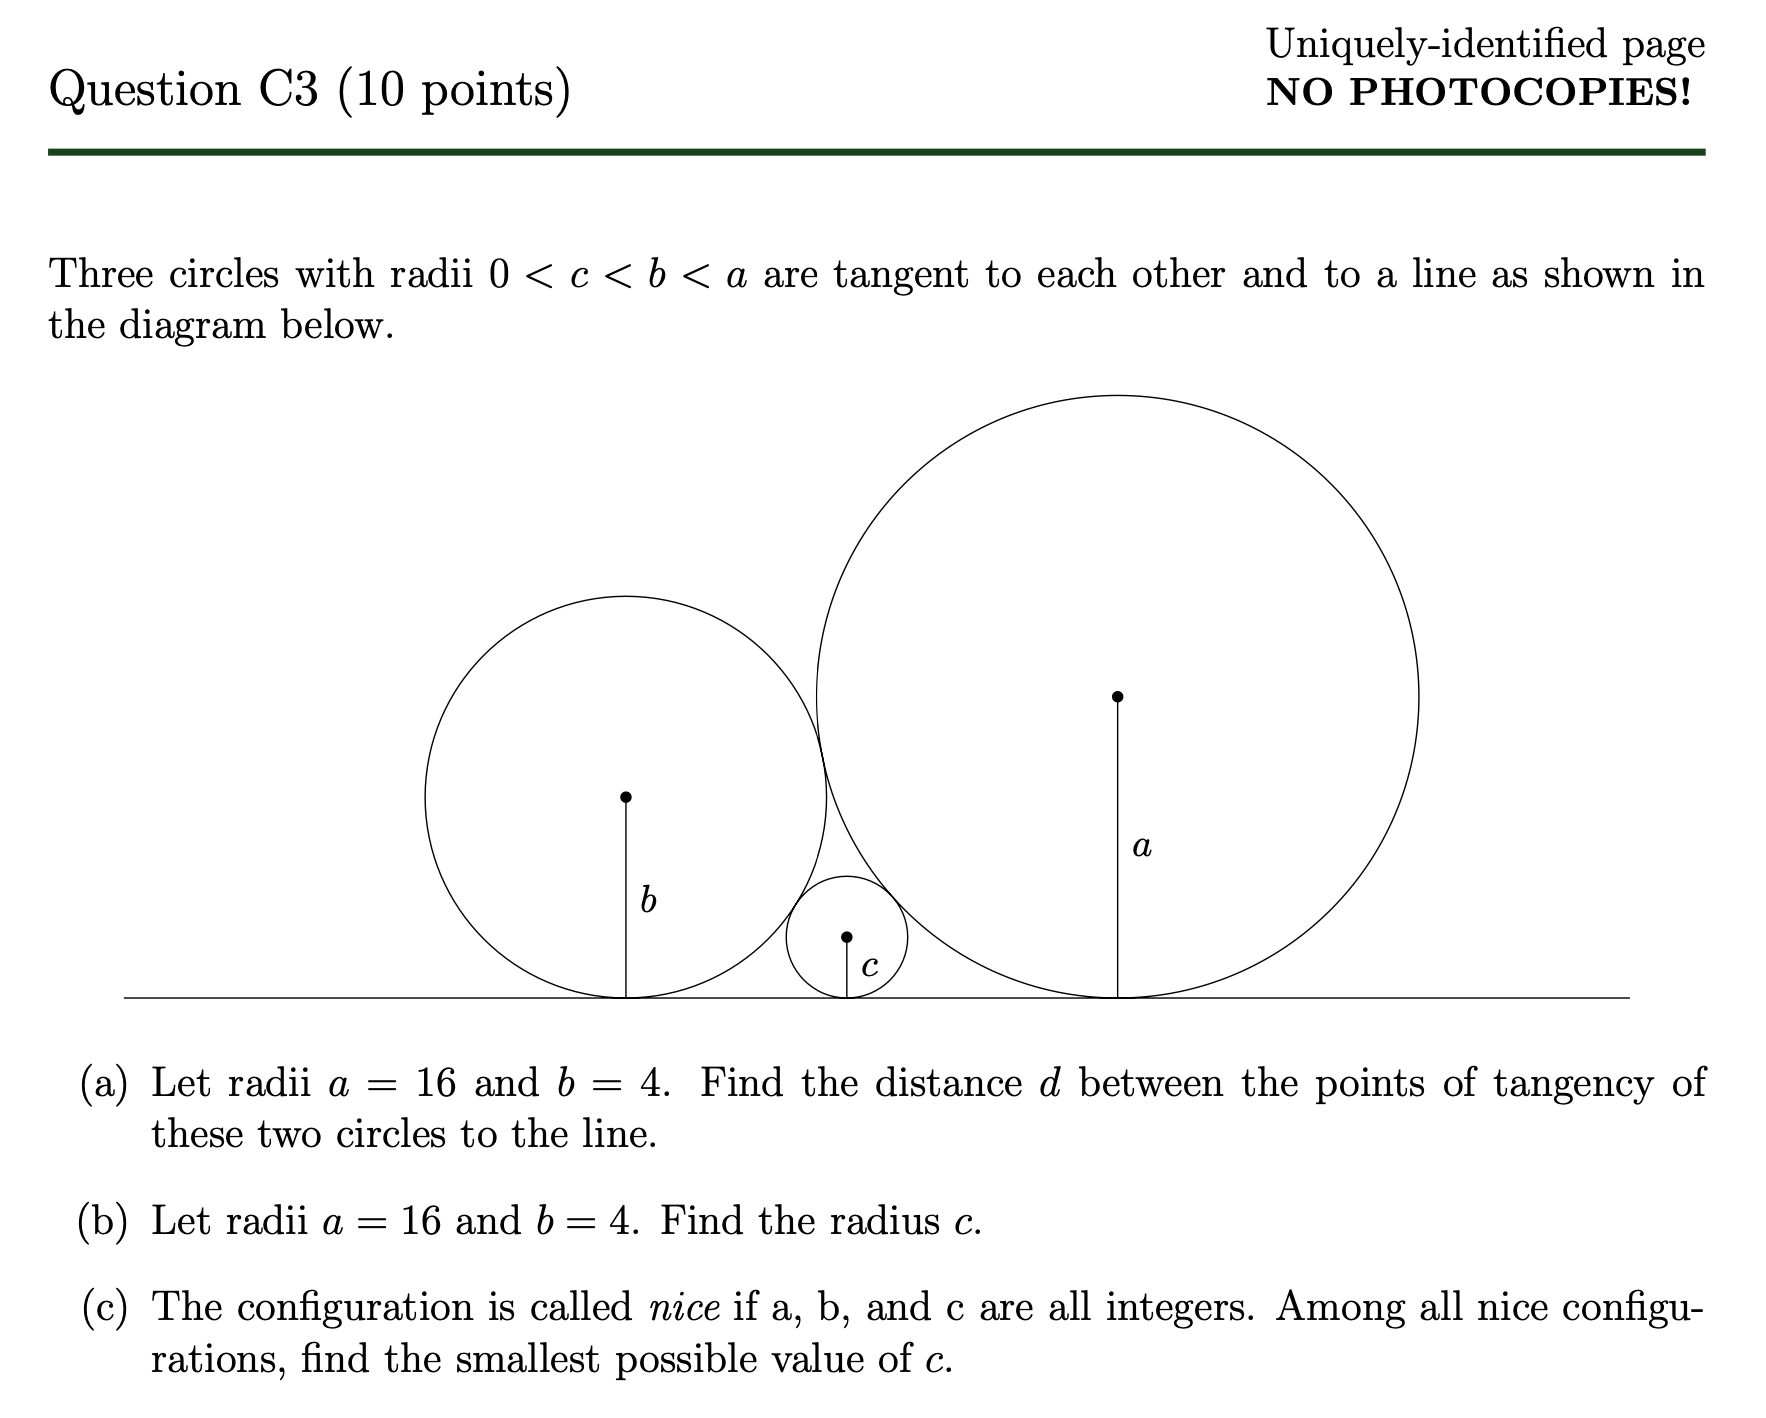 Uniquely-identified page
Question C3 (10 points)
NO PHOTOCOPIES!
Three circles with radii 0 < c < b < a are tangent to each other and to a line as shown in
the diagram below.
a
b
c
(a) Let radii a = 16 and b = 4. Find the distance d between the points of tangency of
these two circles to the line.
(b) Let radii a = 16 and b = 4. Find the radius c.
(c) The configuration is called nice if a, b, and c are all integers. Among all nice configu-
rations, find the smallest possible value of c.